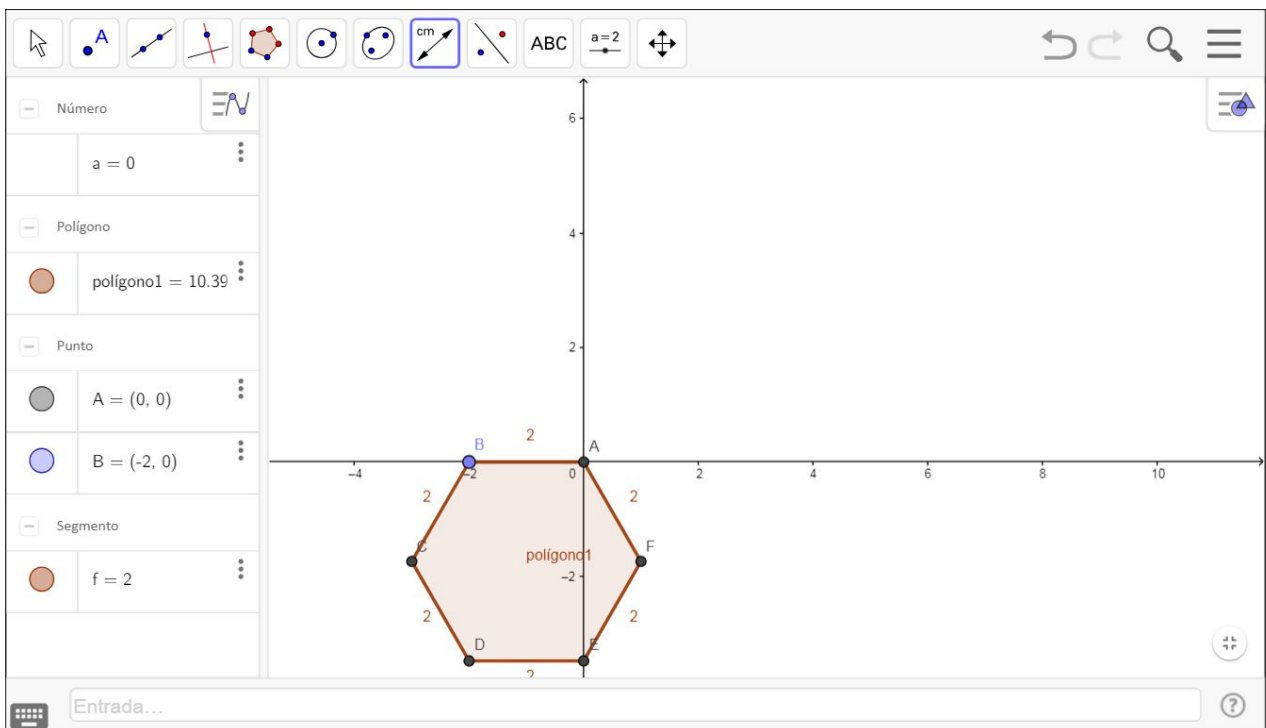 A
cm
ABC
a=2
Número
a = 0
Polígono
polígono1 = 10.39
Punto
A = (0, 0)
B = (-2, 0)
Segmento
f = 2
6
4
2
B
2
A
-4
-2
0
2
4
6
8
10
2
2
C
polígono1
F
-2
2
2
D
E
2
Entrada...
?